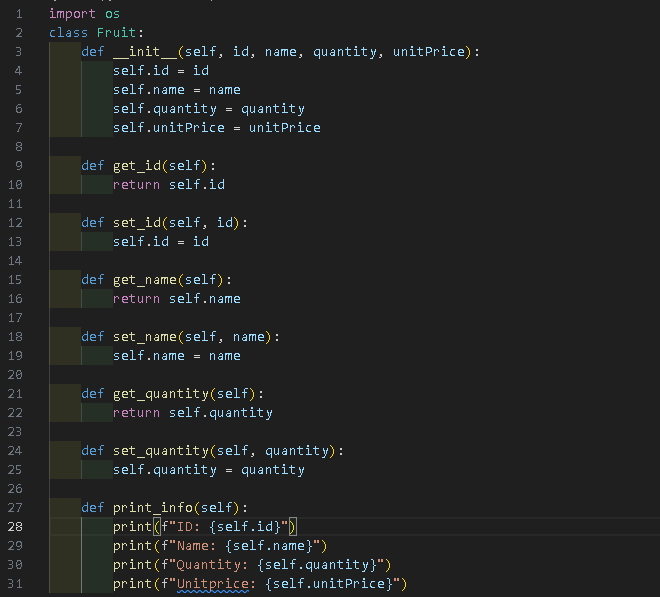 1 import os
2 class Fruit:
3     def __init__(self, id, name, quantity, unitPrice):
4         self.id = id
5         self.name = name
6         self.quantity = quantity
7         self.unitPrice = unitPrice
8
9     def get_id(self):
10         return self.id
11
12     def set_id(self, id):
13         self.id = id
14
15     def get_name(self):
16         return self.name
17
18     def set_name(self, name):
19         self.name = name
20
21     def get_quantity(self):
22         return self.quantity
23
24     def set_quantity(self, quantity):
25         self.quantity = quantity
26
27     def print_info(self):
28         print(f"ID: {self.id}")
29         print(f"Name: {self.name}")
30         print(f"Quantity: {self.quantity}")
31         print(f"Unitprice: {self.unitPrice}")